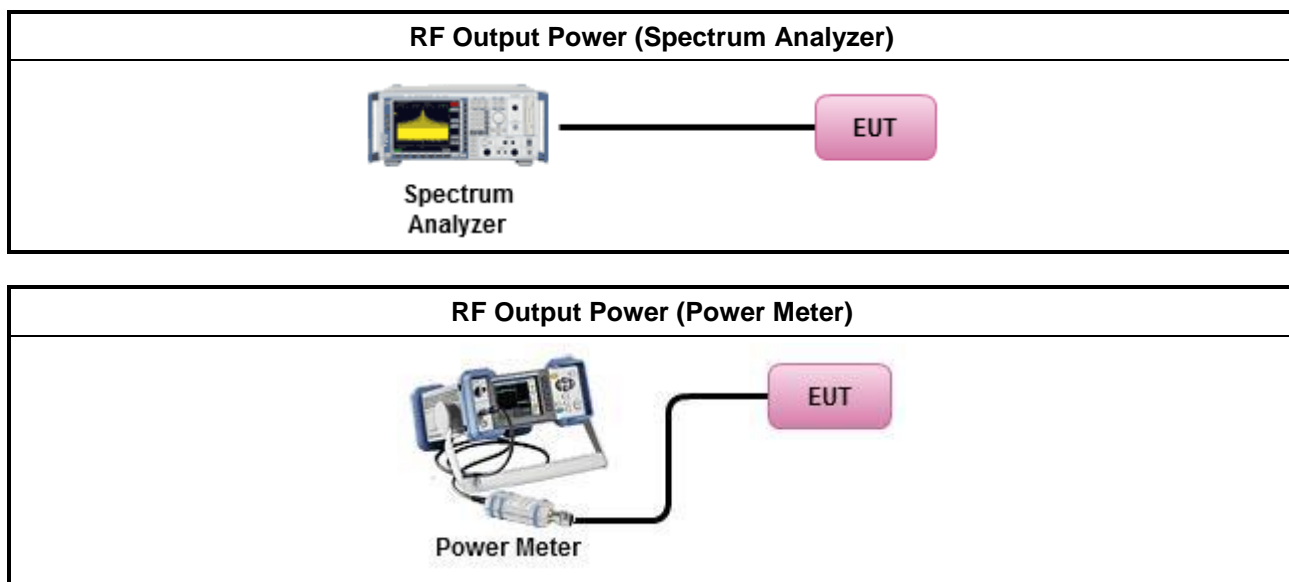 RF Output Power (Spectrum Analyzer)
EUT
Spectrum
Analyzer
RF Output Power (Power Meter)
EUT
Power Meter